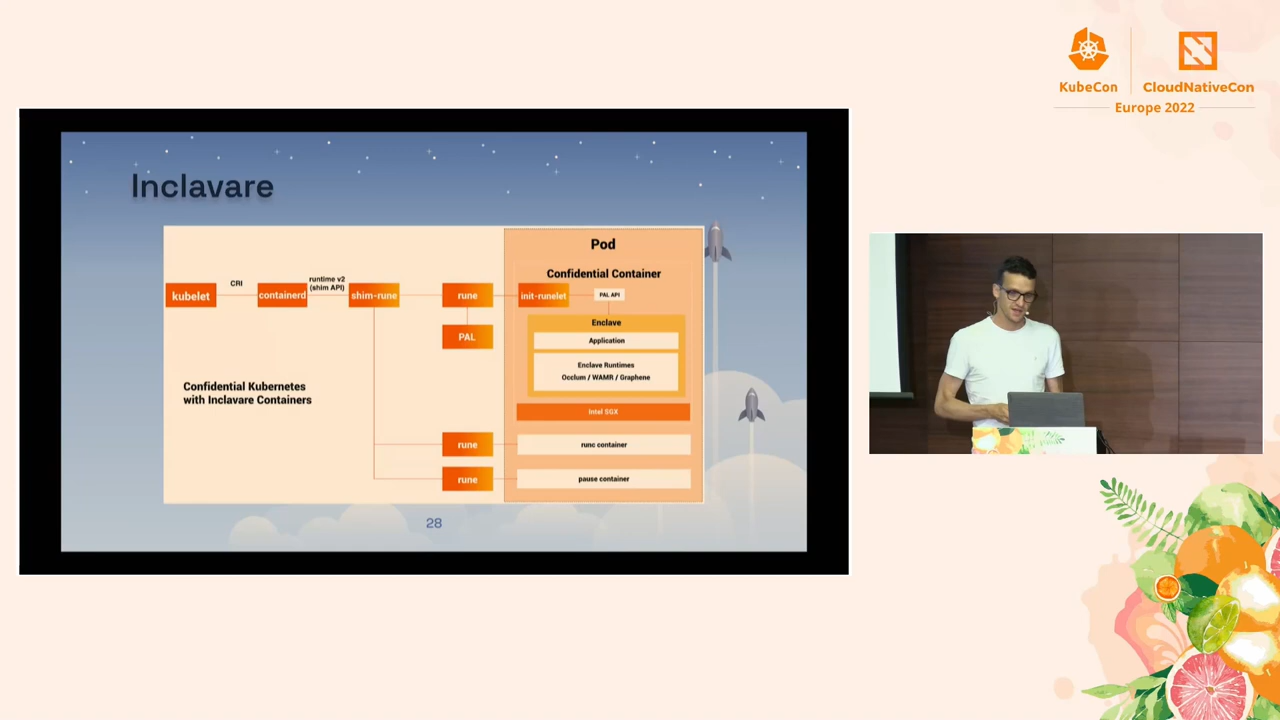 KubeCon
CloudNativeCon
Europe 2022
Inclavare
Pod
Confidential Container
CRI
runtime v2
(shim API)
kubelet
containerd
shim-rune
rune
init-runelet
PAL API
PAL
Enclave
Application
Enclave Runtimes
Occlum / WAMR / Graphene
Confidential Kubernetes
with Inclavare Containers
Intel SGX
rune
runc container
rune
pause container
28